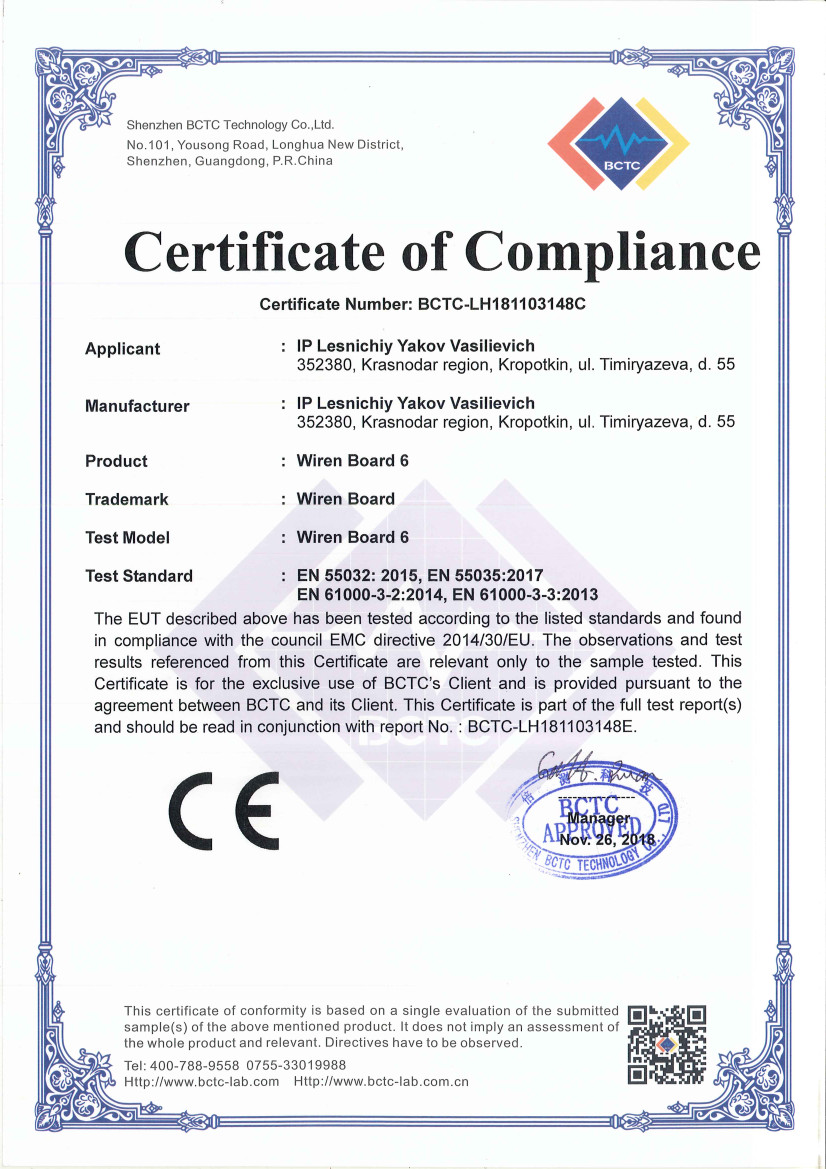 Shenzhen BCTC Technology Co.,Ltd.
No.101, Yousong Road, Longhua New District,
Shenzhen, Guangdong, P.R.China
BCTC
Certificate of Compliance
Certificate Number: BCTC-LH181103148C
Applicant : IP Lesnichiy Yakov Vasilievich
352380, Krasnodar region, Kropotkin, ul. Timiryazeva, d. 55
Manufacturer : IP Lesnichiy Yakov Vasilievich
352380, Krasnodar region, Kropotkin, ul. Timiryazeva, d. 55
Product : Wiren Board 6
Trademark : Wiren Board
Test Model : Wiren Board 6
Test Standard : EN 55032: 2015, EN 55035:2017
EN 61000-3-2:2014, EN 61000-3-3:2013
The EUT described above has been tested according to the listed standards and found
in compliance with the council EMC directive 2014/30/EU. The observations and test
results referenced from this Certificate are relevant only to the sample tested. This
Certificate is for the exclusive use of BCTC's Client and is provided pursuant to the
agreement between BCTC and its Client. This Certificate is part of the full test report(s)
and should be read in conjunction with report No. : BCTC-LH181103148E.
BCTC
CE
倍 测 科 技
BCTC
Manager
APPROVED
Nov. 26, 2018
SHENZHEN BCTC TECHNOLOGY CO., LTD
This certificate of conformity is based on a single evaluation of the submitted
sample(s) of the above mentioned product. It does not imply an assessment of
the whole product and relevant. Directives have to be observed.
Tel: 400-788-9558 0755-33019988
Http://www.bctc-lab.com Http://www.bctc-lab.com.cn